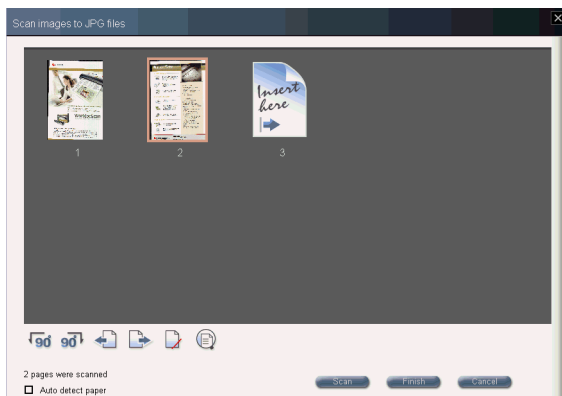 Scan images to JPG files
Insert
here
1
2
3
90°
90°
2 pages were scanned
Auto detect paper
Scan
Finish
Cancel